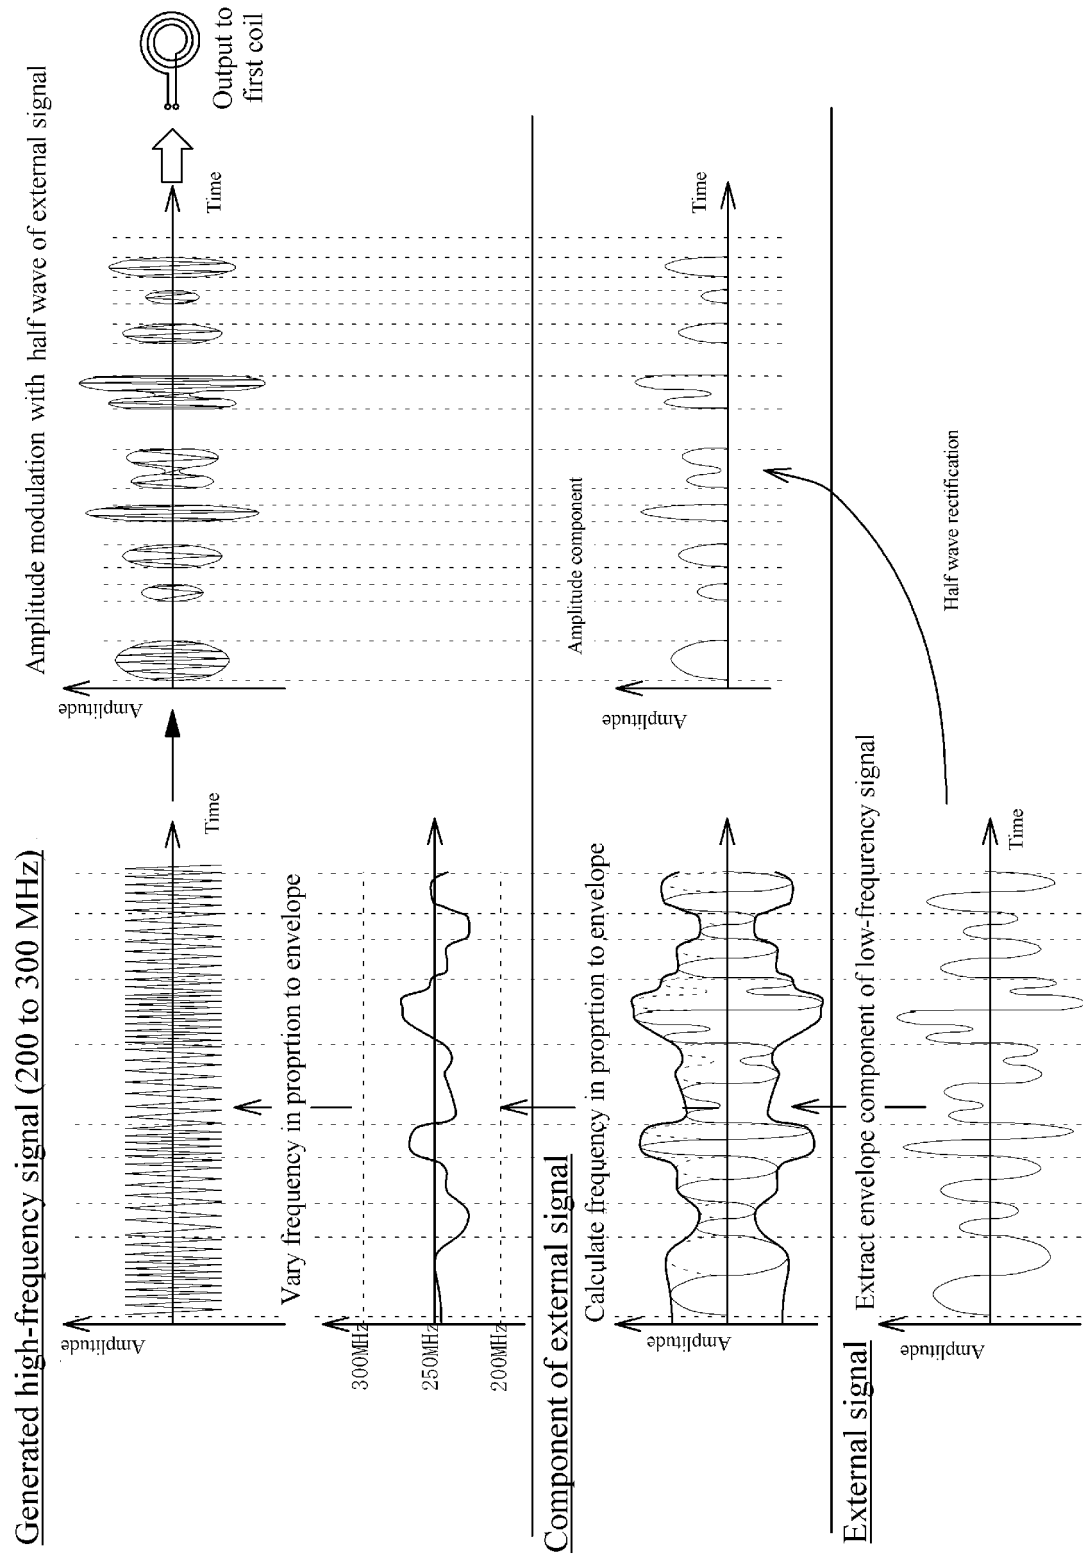 Generated high-frequency signal (200 to 300 MHz)
Amplitude
Time
Amplitude modulation with half wave of external signal
Amplitude
Time
Output to
first coil
Vary frequency in proportion to envelope
300MHz
250MHz
200MHz
Component of external signal
Calculate frequency in proprtion to envelope
Amplitude
Amplitude component
Amplitude
Time
External signal
Extract envelope component of low-frequrency signal
Amplitude
Time
Half wave rectification